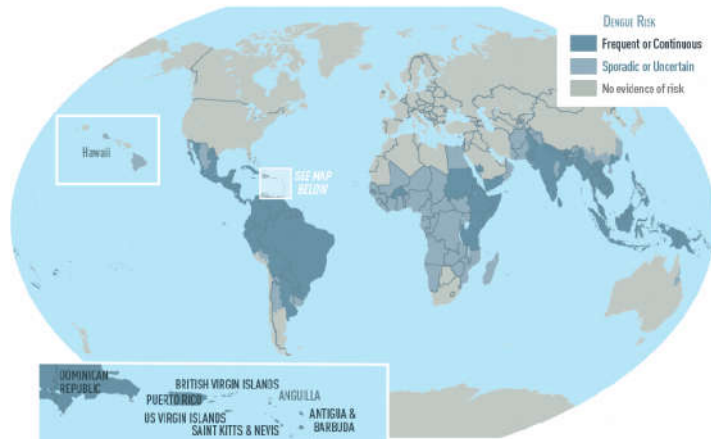 DENGUE RISK
Frequent or Continuous
Sporadic or Uncertain
No evidence of risk
Hawaii
SEE MAP
BELOW
DOMINICAN
REPUBLIC
BRITISH VIRGIN ISLANDS
PUERTO RICO
ANGUILLA
US VIRGIN ISLANDS
ANTIGUA &
BARBUDA
SAINT KITTS & NEVIS